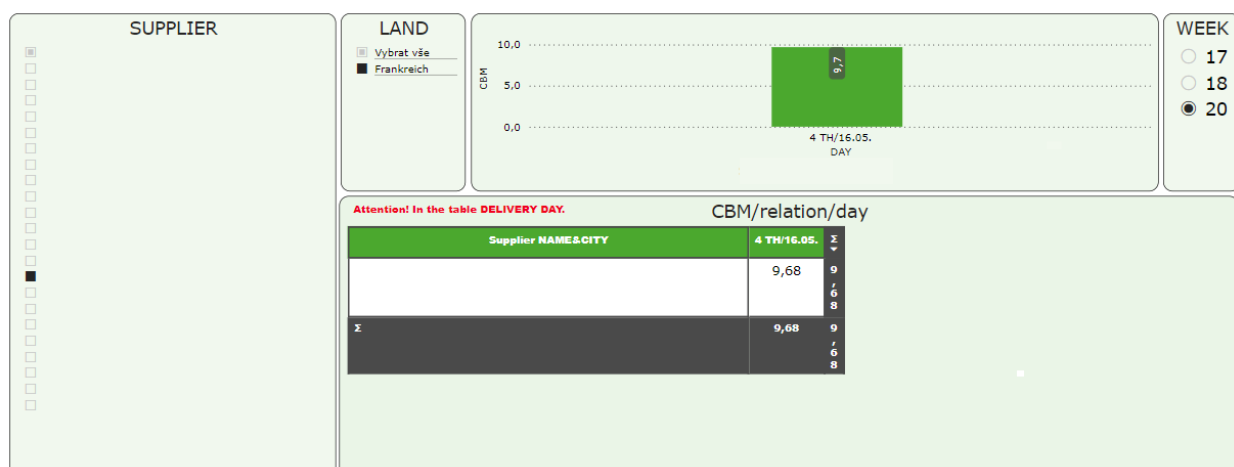 SUPPLIER
LAND
Vybrat vše
Frankreich
10,0
5,0
0,0
CBM
9,7
4 TH/16.05.
DAY
WEEK
17
18
20
Attention! In the table DELIVERY DAY.
CBM/relation/day
Supplier NAME&CITY 4 TH/16.05. Σ
9,68 9,68
Σ 9,68 9,68